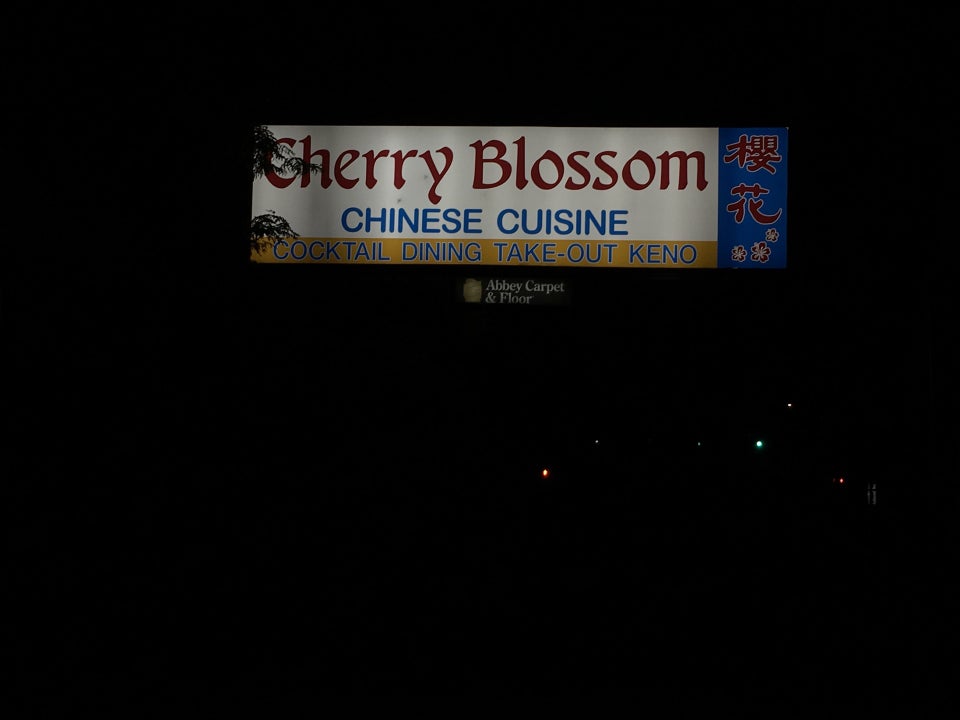 Cherry Blossom
CHINESE CUISINE
COCKTAIL DINING TAKE-OUT KENO
櫻
花
Abbey Carpet
& Floor